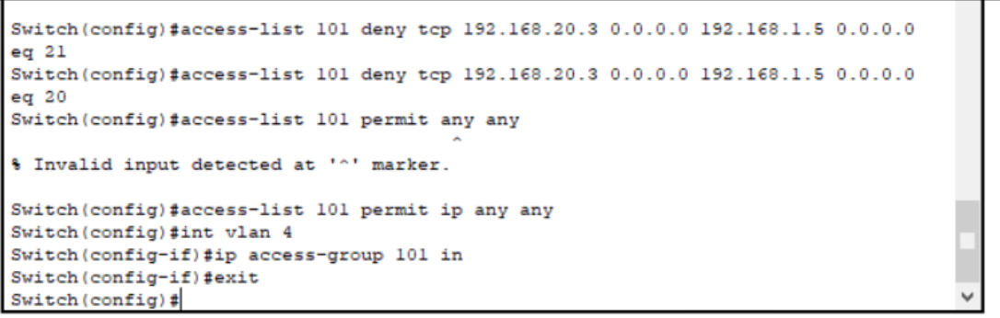 Switch(config)#access-list 101 deny tcp 192.168.20.3 0.0.0.0 192.168.1.5 0.0.0.0
eq 21
Switch(config)#access-list 101 deny tcp 192.168.20.3 0.0.0.0 192.168.1.5 0.0.0.0
eq 20
Switch(config)#access-list 101 permit any any
^
% Invalid input detected at '^' marker.
Switch(config)#access-list 101 permit ip any any
Switch(config)#int vlan 4
Switch(config-if)#ip access-group 101 in
Switch(config-if)#exit
Switch(config)#